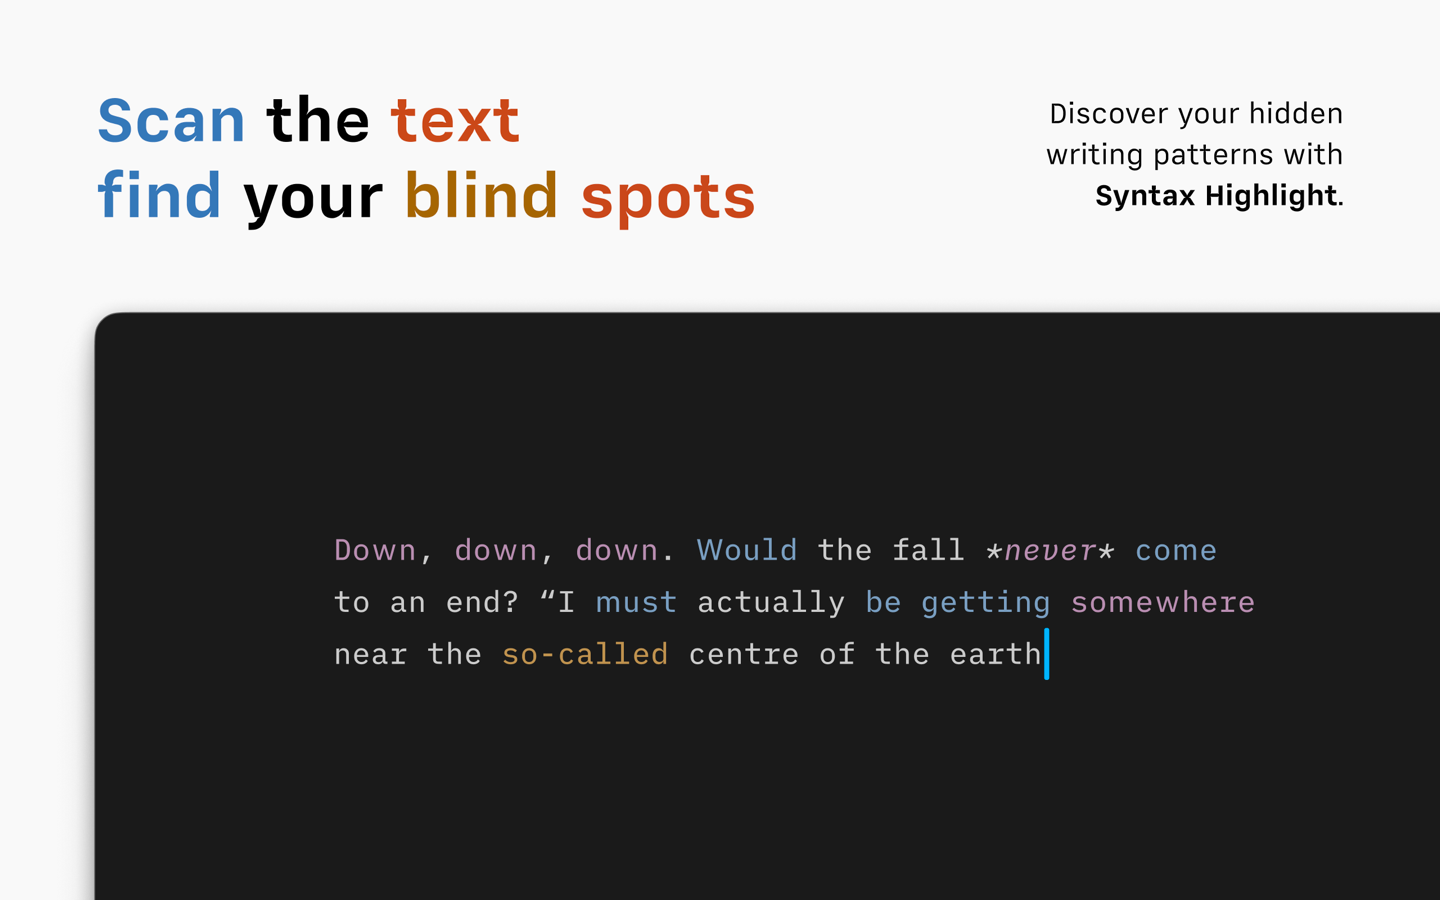 Scan the text
find your blind spots
Discover your hidden
writing patterns with
Syntax Highlight.
Down, down, down. Would the fall *never* come
to an end? “I must actually be getting somewhere
near the so-called centre of the earth